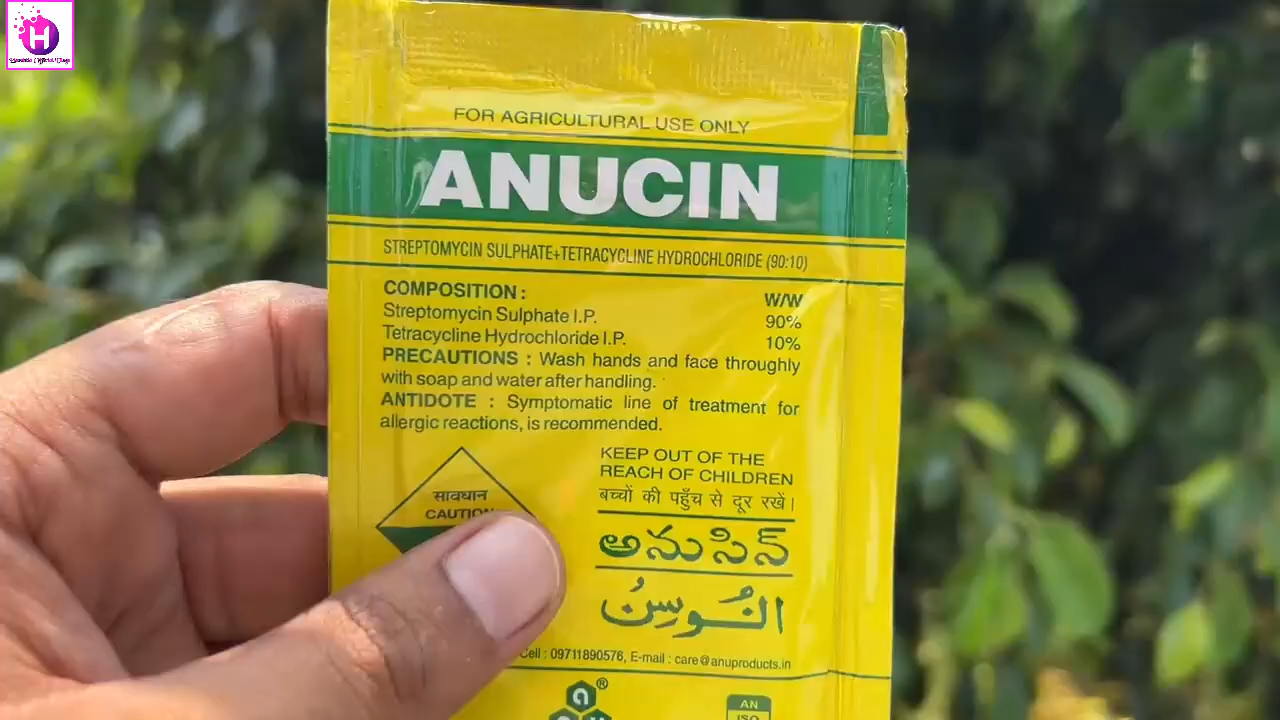 H
FOR AGRICULTURAL USE ONLY
ANUCIN
STREPTOMYCIN SULPHATE+TETRACYCLINE HYDROCHLORIDE (90:10)
COMPOSITION : W/W
Streptomycin Sulphate I.P. 90%
Tetracycline Hydrochloride I.P. 10%
PRECAUTIONS : Wash hands and face throughly
with soap and water after handling.
ANTIDOTE : Symptomatic line of treatment for
allergic reactions, is recommended.
सावधान
CAUTION
KEEP OUT OF THE
REACH OF CHILDREN
बच्चों की पहुँच से दूर रखें।
అనుసిన్
Cell : 09711890576, E-mail : care@anuproducts.in
a ®
AN
ISO